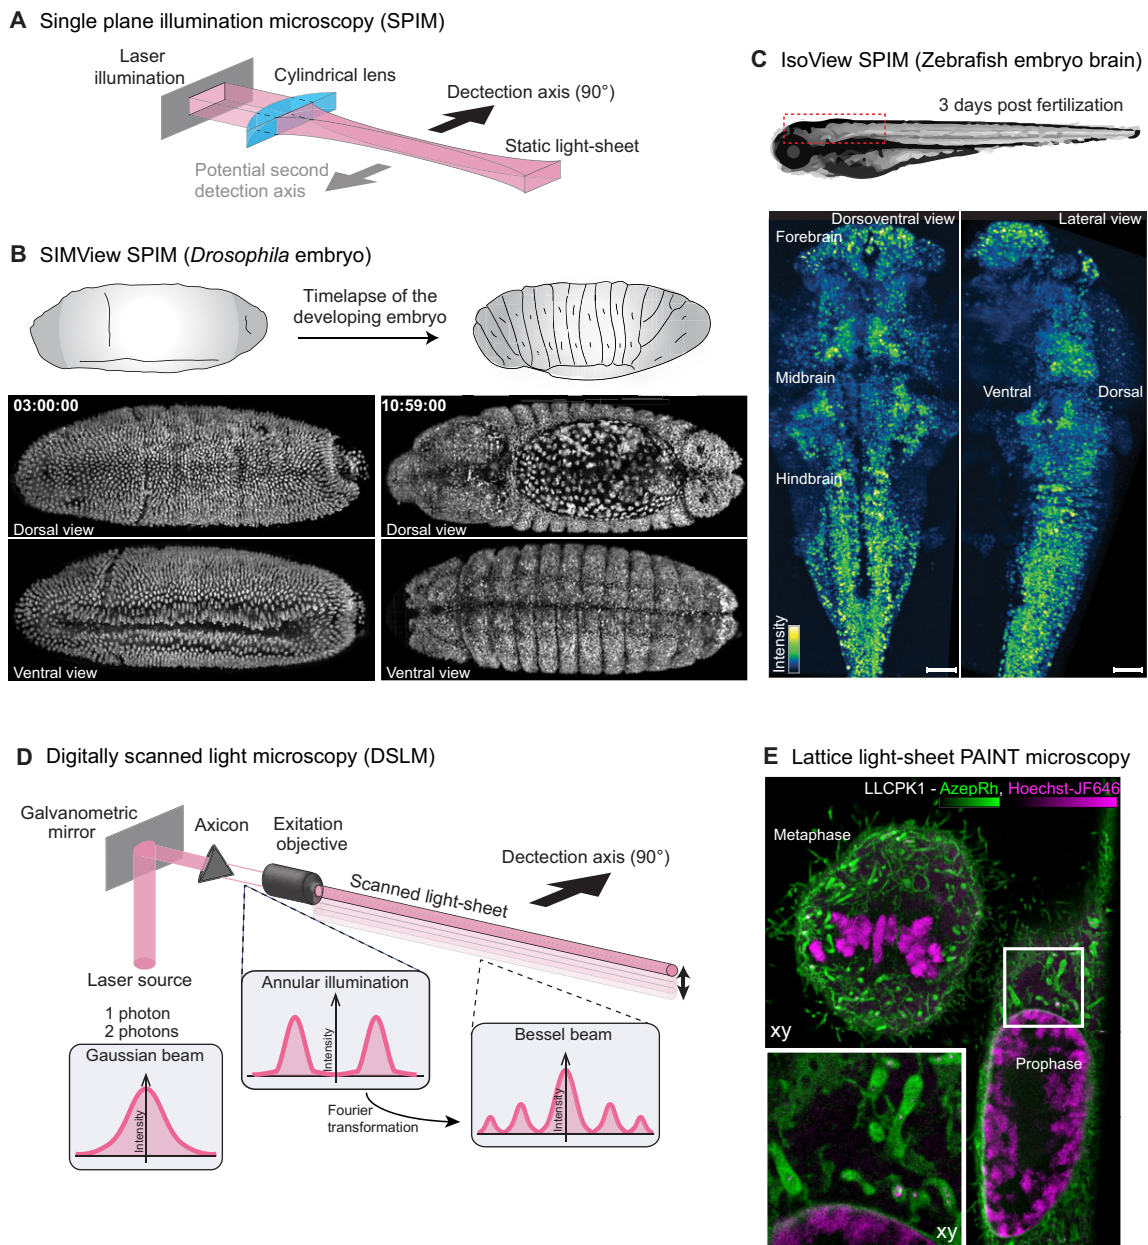 A Single plane illumination microscopy (SPIM)
Laser
illumination
Cylindrical lens
Dectection axis (90°)
Static light-sheet
Potential second
detection axis
B SIMView SPIM (Drosophila embryo)
Timelapse of the
developing embryo
03:00:00
Dorsal view
10:59:00
Dorsal view
Ventral view
Ventral view
C IsoView SPIM (Zebrafish embryo brain)
3 days post fertilization
Dorsoventral view
Lateral view
Forebrain
Midbrain
Ventral
Dorsal
Hindbrain
Intensity
D Digitally scanned light microscopy (DSLM)
Galvanometric
mirror
Axicon
Exitation
objective
Dectection axis (90°)
Scanned light-sheet
Laser source
1 photon
2 photons
Gaussian beam
Intensity
Annular illumination
Intensity
Fourier
transformation
Bessel beam
Intensity
E Lattice light-sheet PAINT microscopy
LLCPK1 - AzepRh, Hoechst-JF646
Metaphase
xy
Prophase
xy